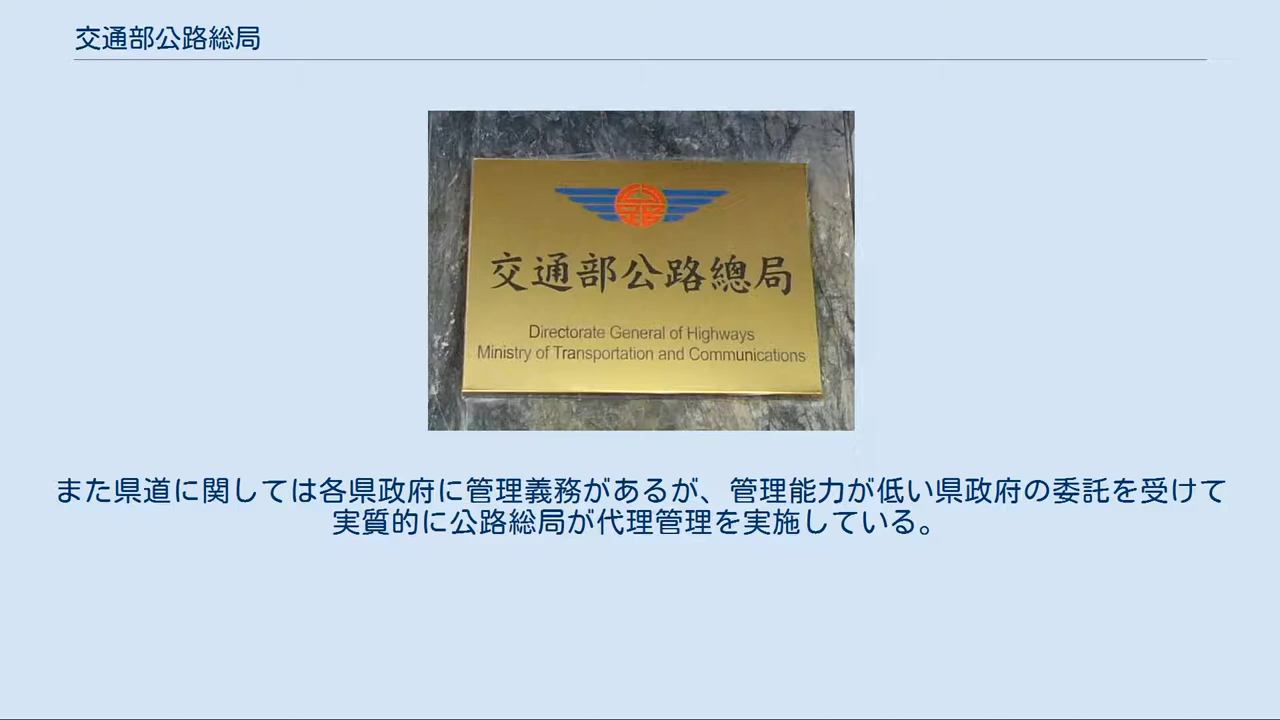 交通部公路総局
交通部公路總局
Directorate General of Highways
Ministry of Transportation and Communications
また県道に関しては各県政府に管理義務があるが、管理能力が低い県政府の委託を受けて
実質的に公路総局が代理管理を実施している。